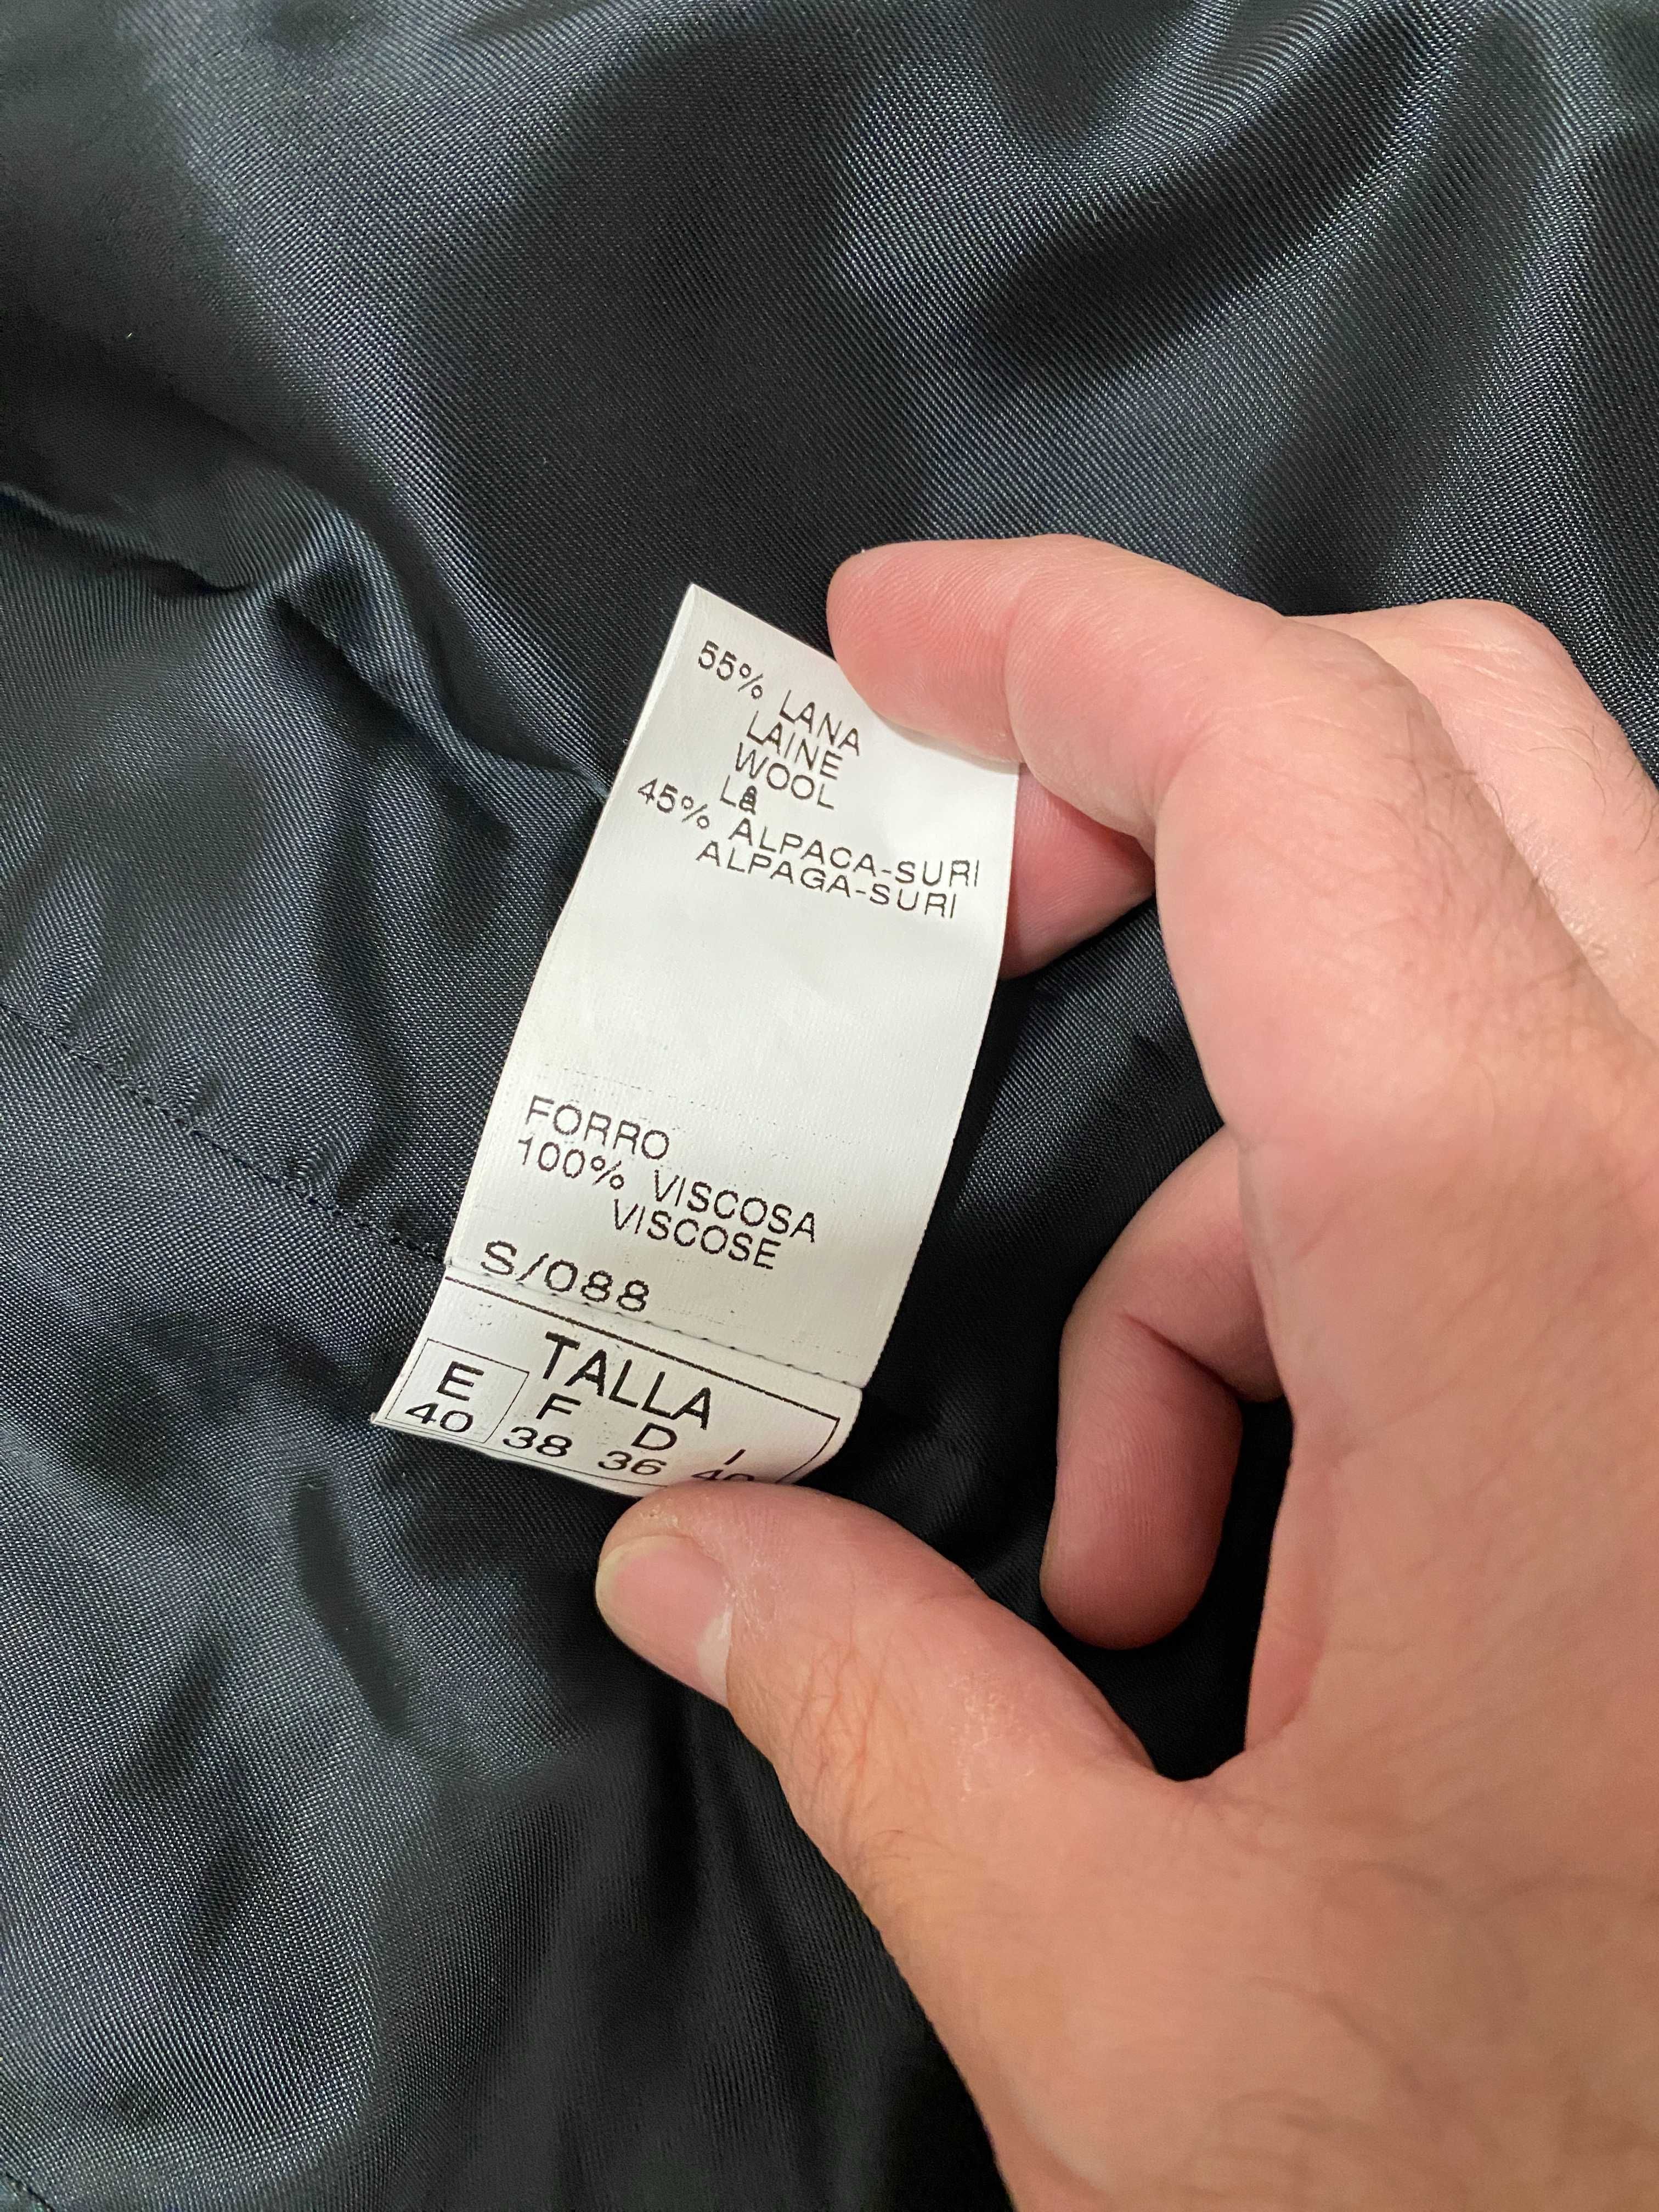 55% LANA
LAINE
WOOL
Lã
45% ALPACA-SURI
ALPAGA-SURI
FORRO
100% VISCOSA
VISCOSE
S/088
TALLA
E F D I
40 38 36